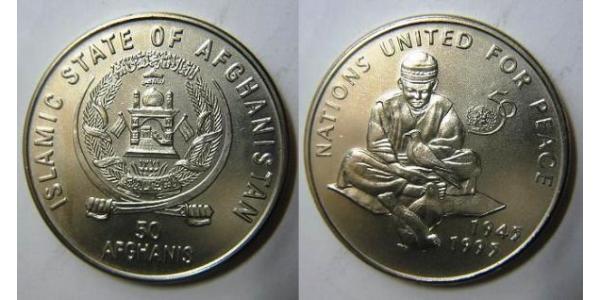 ISLAMIC STATE OF AFGHANISTAN
50
AFGHANIS
NATIONS UNITED FOR PEACE
50
1945
1995